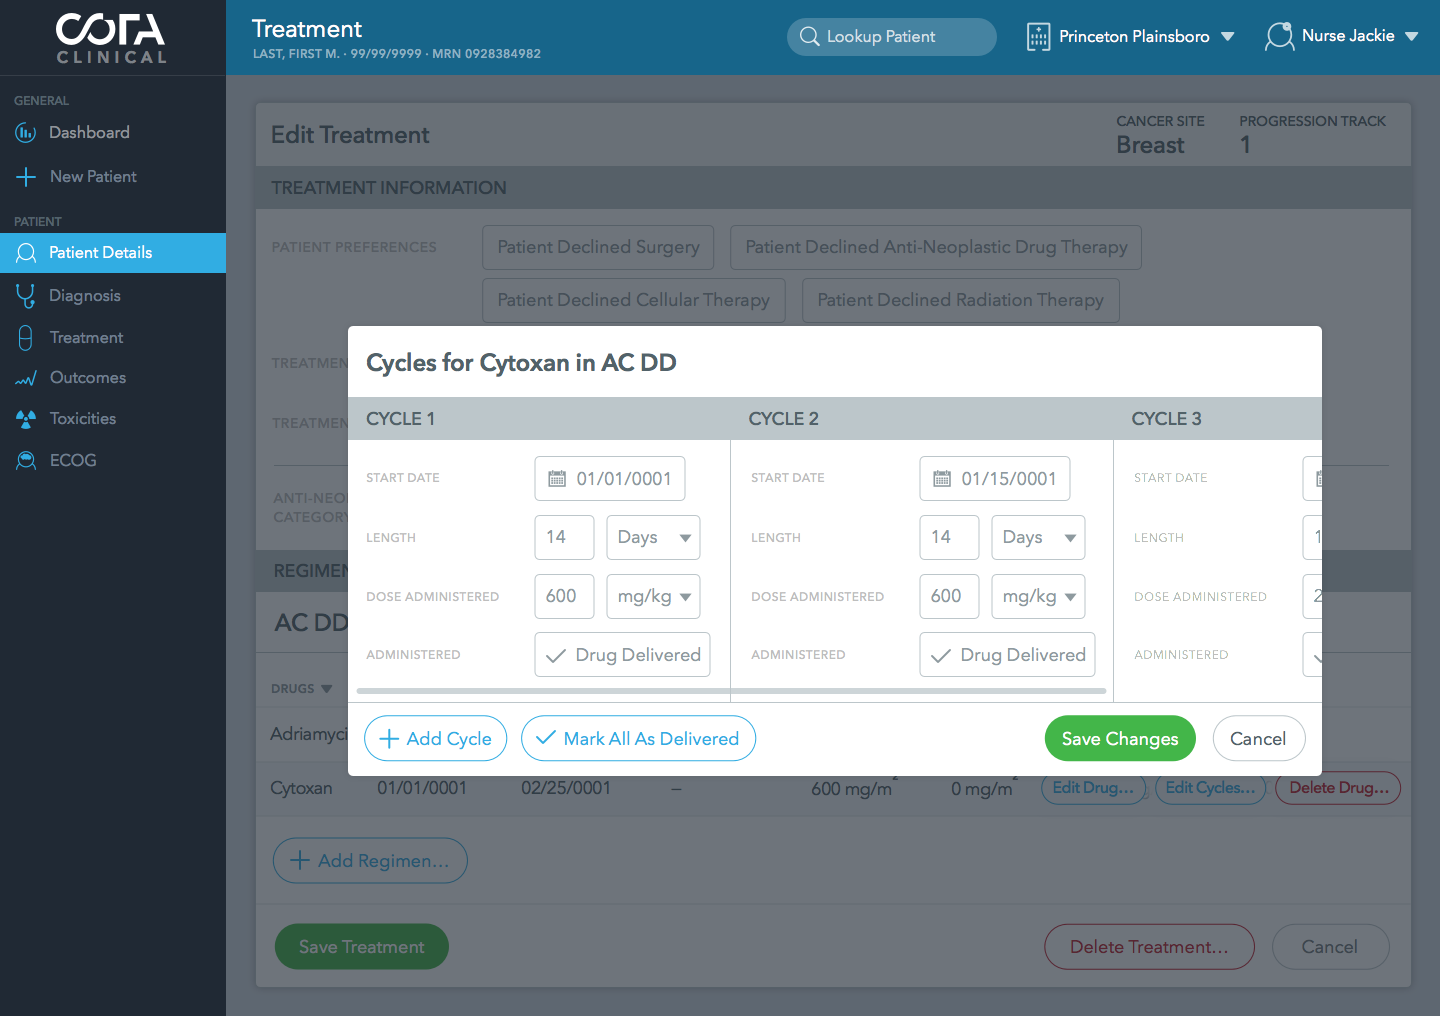 COTA
CLINICAL
Treatment
LAST, FIRST M. · 99/99/9999 · MRN 0928384982
Lookup Patient
Princeton Plainsboro
Nurse Jackie
GENERAL
Dashboard
New Patient
PATIENT
Patient Details
Diagnosis
Treatment
Outcomes
Toxicities
ECOG
Edit Treatment
CANCER SITE
Breast
PROGRESSION TRACK
1
TREATMENT INFORMATION
PATIENT PREFERENCES
Patient Declined Surgery
Patient Declined Anti-Neoplastic Drug Therapy
Patient Declined Cellular Therapy
Patient Declined Radiation Therapy
TREATMEN
TREATMEN
ANTI-NEO
CATEGORY
REGIMEN
AC DD
DRUGS
Adriamyci
Cycles for Cytoxan in AC DD
CYCLE 1
CYCLE 2
CYCLE 3
START DATE
01/01/0001
START DATE
01/15/0001
START DATE
LENGTH
14
Days
LENGTH
14
Days
LENGTH
1
DOSE ADMINISTERED
600
mg/kg
DOSE ADMINISTERED
600
mg/kg
DOSE ADMINISTERED
2
ADMINISTERED
Drug Delivered
ADMINISTERED
Drug Delivered
ADMINISTERED
Add Cycle
Mark All As Delivered
Save Changes
Cancel
Cytoxan 01/01/0001 02/25/0001 – 600 mg/m² 0 mg/m²
Edit Drug...
Edit Cycles...
Delete Drug...
Add Regimen...
Save Treatment
Delete Treatment...
Cancel